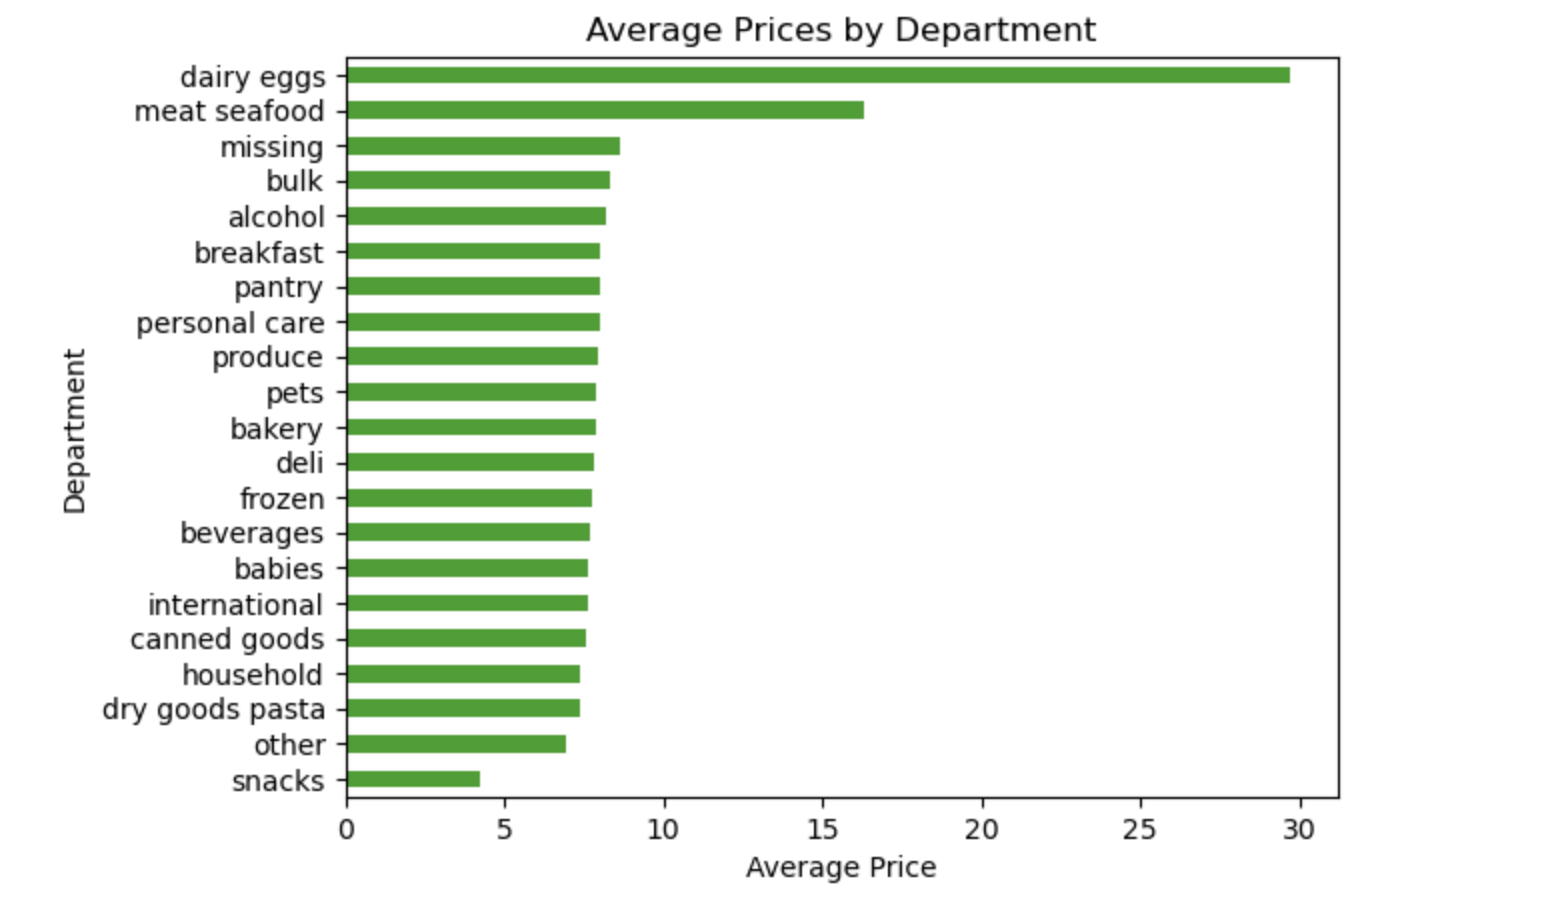 Average Prices by Department
dairy eggs
meat seafood
missing
bulk
alcohol
breakfast
pantry
personal care
produce
pets
bakery
deli
frozen
beverages
babies
international
canned goods
household
dry goods pasta
other
snacks
Department
0 5 10 15 20 25 30
Average Price